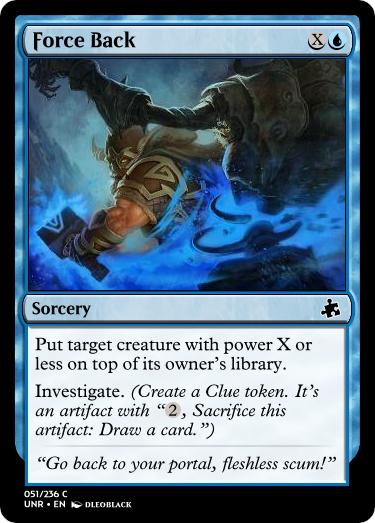 Force Back X
Sorcery
Put target creature with power X or
less on top of its owner's library.
Investigate. (Create a Clue token. It's
an artifact with "2, Sacrifice this
artifact: Draw a card.")
"Go back to your portal, fleshless scum!"
051/236 C
UNR • EN DLEOBLACK